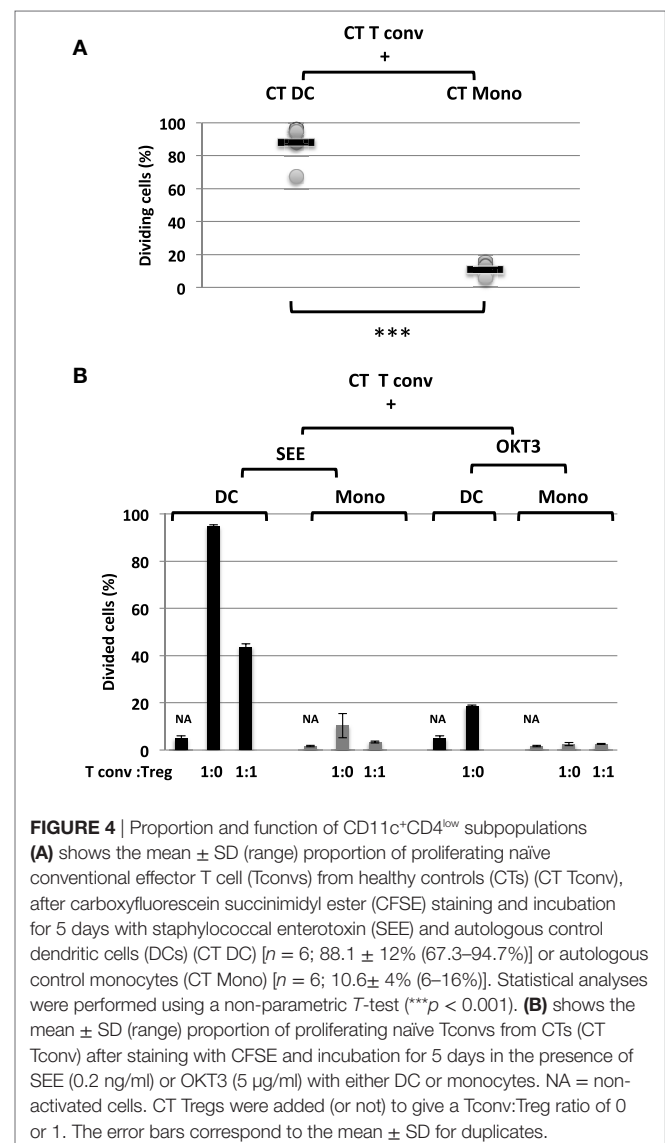 A
CT T conv
+
CT DC CT Mono
Dividing cells (%)
100
80
60
40
20
0
***
B
CT T conv
+
SEE OKT3
DC Mono DC Mono
Divided cells (%)
100
80
60
40
20
0
NA NA NA NA
T conv :Treg 1:0 1:1 1:0 1:1 1:0 1:0 1:1
FIGURE 4 | Proportion and function of CD11c⁺CD4ˡᵒʷ subpopulations
(A) shows the mean ± SD (range) proportion of proliferating naïve
conventional effector T cell (Tconvs) from healthy controls (CTs) (CT Tconv),
after carboxyfluorescein succinimidyl ester (CFSE) staining and incubation
for 5 days with staphylococcal enterotoxin (SEE) and autologous control
dendritic cells (DCs) (CT DC) [n = 6; 88.1 ± 12% (67.3–94.7%)] or autologous
control monocytes (CT Mono) [n = 6; 10.6± 4% (6–16%)]. Statistical analyses
were performed using a non-parametric T-test (***p < 0.001). (B) shows the
mean ± SD (range) proportion of proliferating naïve Tconvs from CTs (CT
Tconv) after staining with CFSE and incubation for 5 days in the presence of
SEE (0.2 ng/ml) or OKT3 (5 µg/ml) with either DC or monocytes. NA = non-
activated cells. CT Tregs were added (or not) to give a Tconv:Treg ratio of 0
or 1. The error bars correspond to the mean ± SD for duplicates.